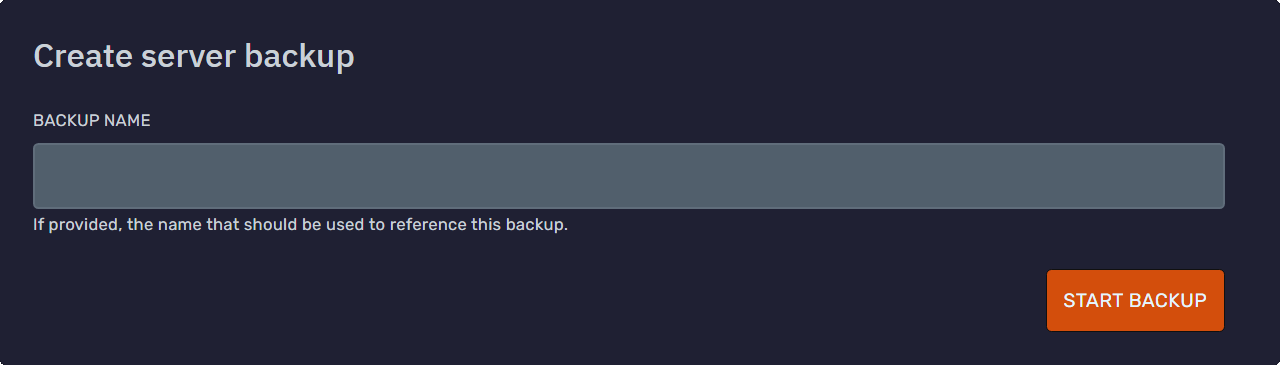 Create server backup
BACKUP NAME
If provided, the name that should be used to reference this backup.
START BACKUP